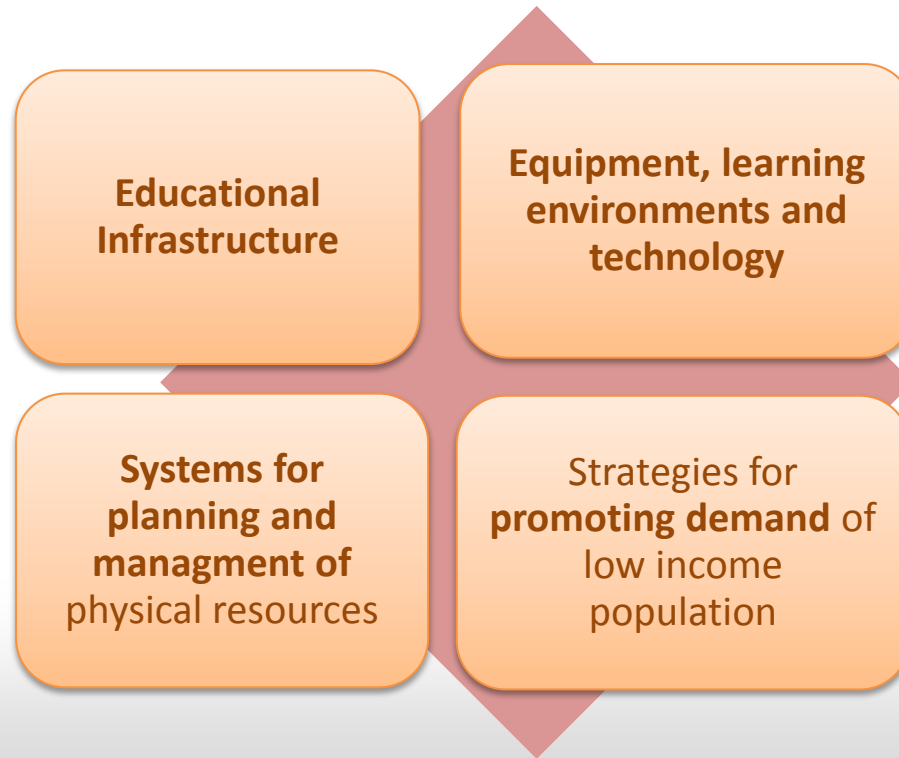 Educational
Infrastructure
Equipment, learning
environments and
technology
Systems for
planning and
managment of
physical resources
Strategies for
promoting demand of
low income
population